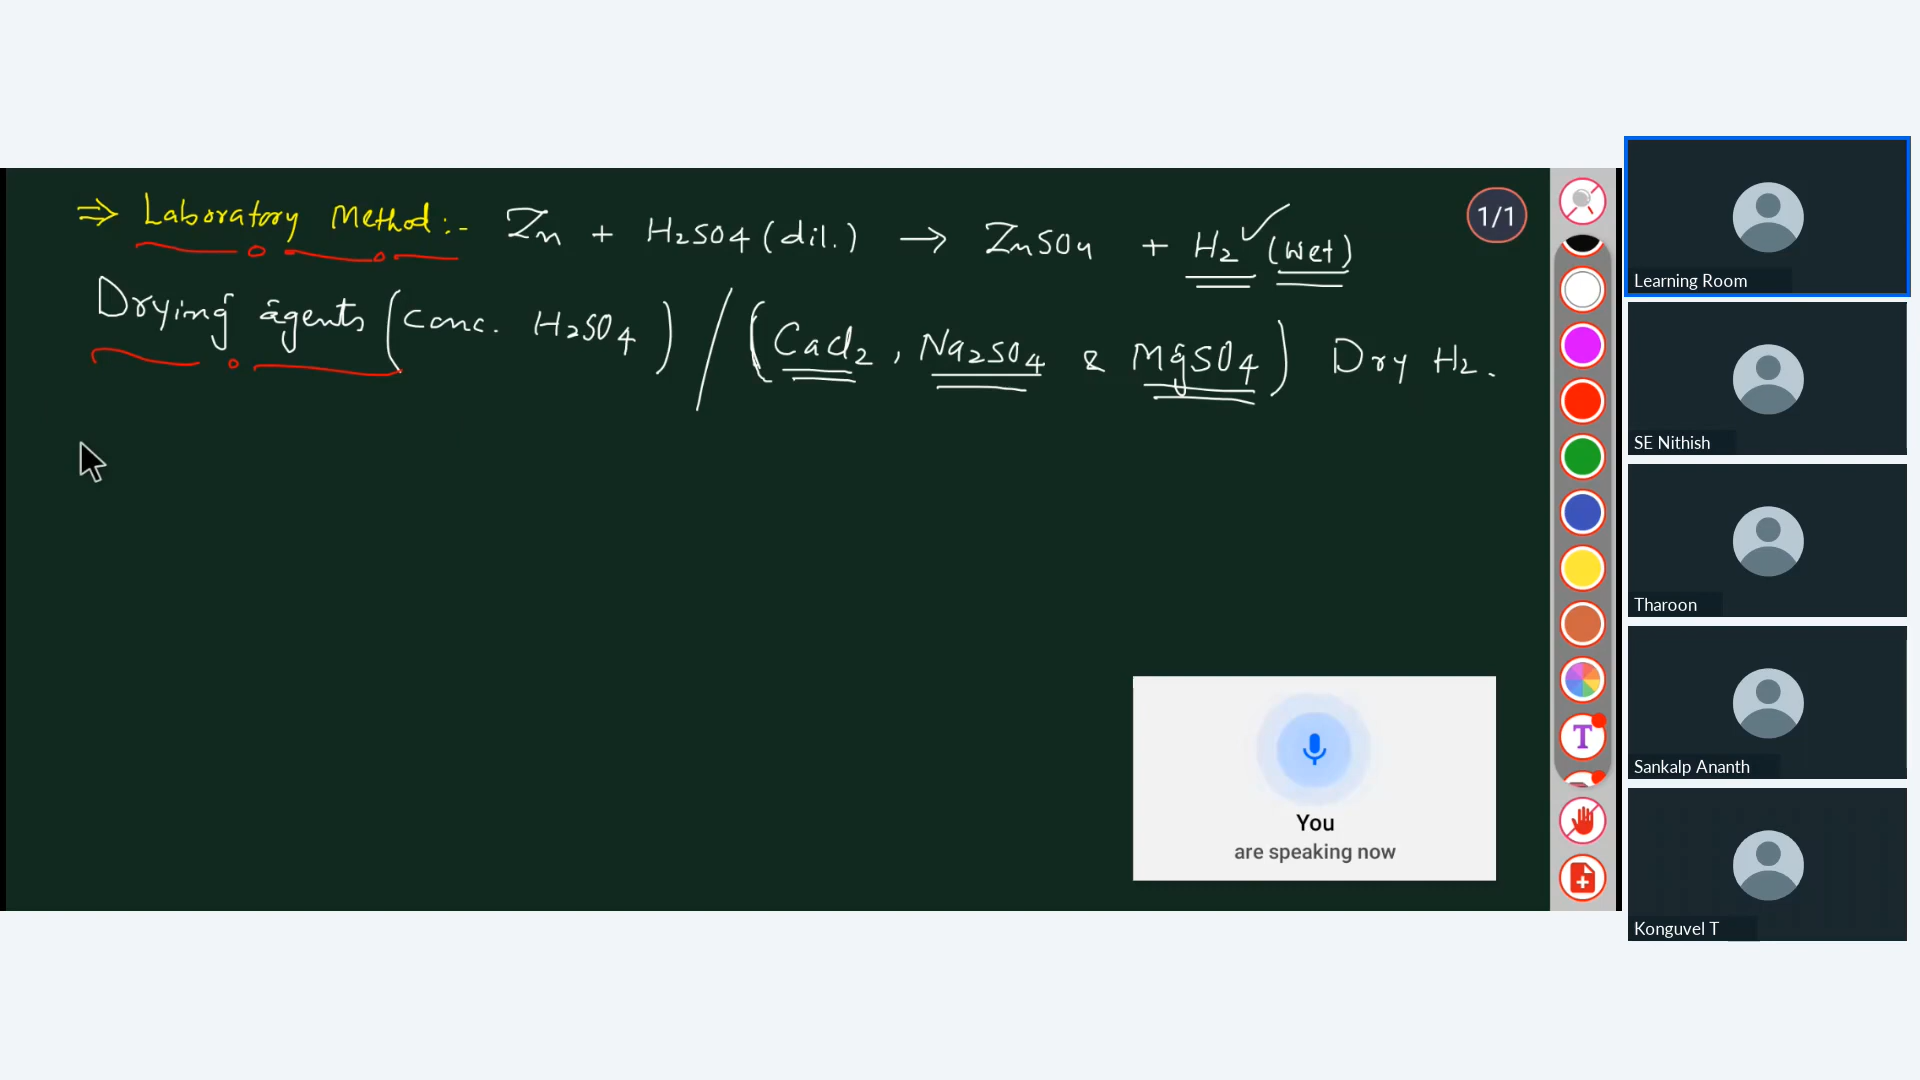 ⇒ Laboratory Method:- Zn + H2SO4 (dil.) → ZnSO4 + H2 ✓ (wet)
1/1
Drying agents (conc. H2SO4) / (CaCl2, Na2SO4 & MgSO4) Dry H2.
T
You
are speaking now
Learning Room
SE Nithish
Tharoon
Sankalp Ananth
Konguvel T